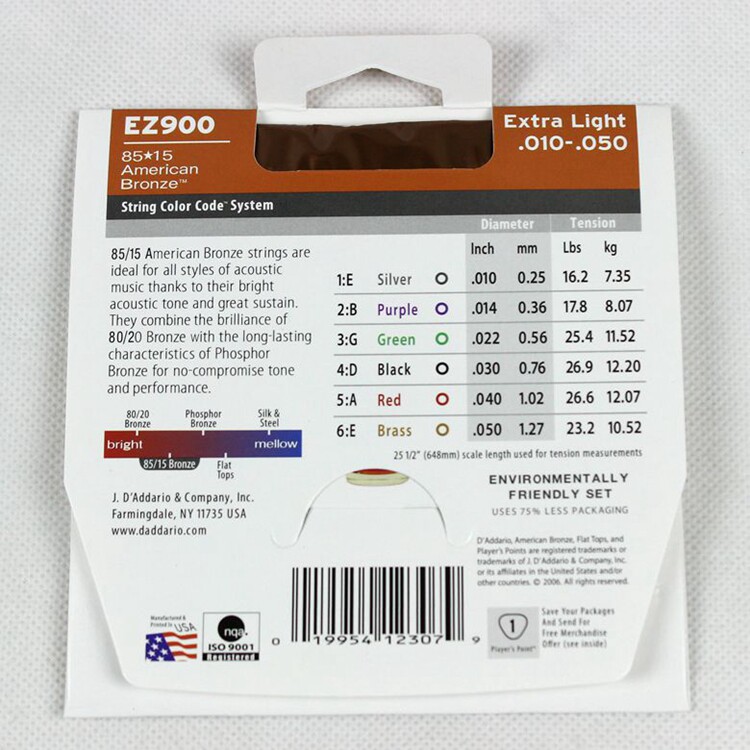 EZ900
85★15
American
Bronze™
Extra Light
.010-.050
String Color Code™ System
Diameter Tension
Inch mm Lbs kg
1:E Silver .010 0.25 16.2 7.35
2:B Purple .014 0.36 17.8 8.07
3:G Green .022 0.56 25.4 11.52
4:D Black .030 0.76 26.9 12.20
5:A Red .040 1.02 26.6 12.07
6:E Brass .050 1.27 23.2 10.52
25 1/2" (648mm) scale length used for tension measurements
85/15 American Bronze strings are
ideal for all styles of acoustic
music thanks to their bright
acoustic tone and great sustain.
They combine the brilliance of
80/20 Bronze with the long-lasting
characteristics of Phosphor
Bronze for no-compromise tone
and performance.
80/20 Phosphor Silk &
Bronze Bronze Steel
bright mellow
85/15 Bronze Flat
Tops
J. D'Addario & Company, Inc.
Farmingdale, NY 11735 USA
www.daddario.com
ENVIRONMENTALLY
FRIENDLY SET
USES 75% LESS PACKAGING
D'Addario, American Bronze, Flat Tops, and
Player's Points are registered trademarks or
trademarks of J. D'Addario & Company, Inc.
or its affiliates in the United States and/or
other countries. © 2006. All rights reserved.
Manufactured &
Printed In USA
nqa.
ISO 9001
Registered
0 19954 12307 9
1
Player's Point™
Save Your Packages
And Send For
Free Merchandise
Offer (see inside)